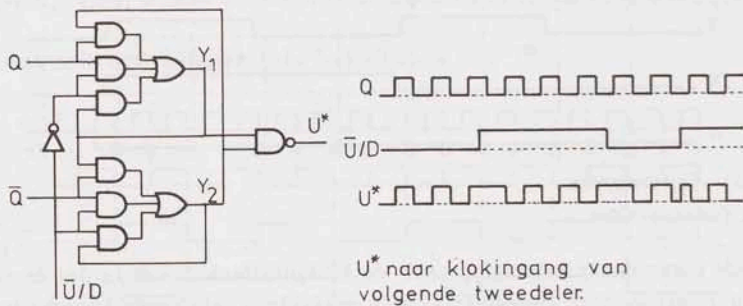 Q
Y₁
U*
Q̄
Y₂
Ū/D
Q
Ū/D
U*
U* naar klokingang van
volgende tweedeler.